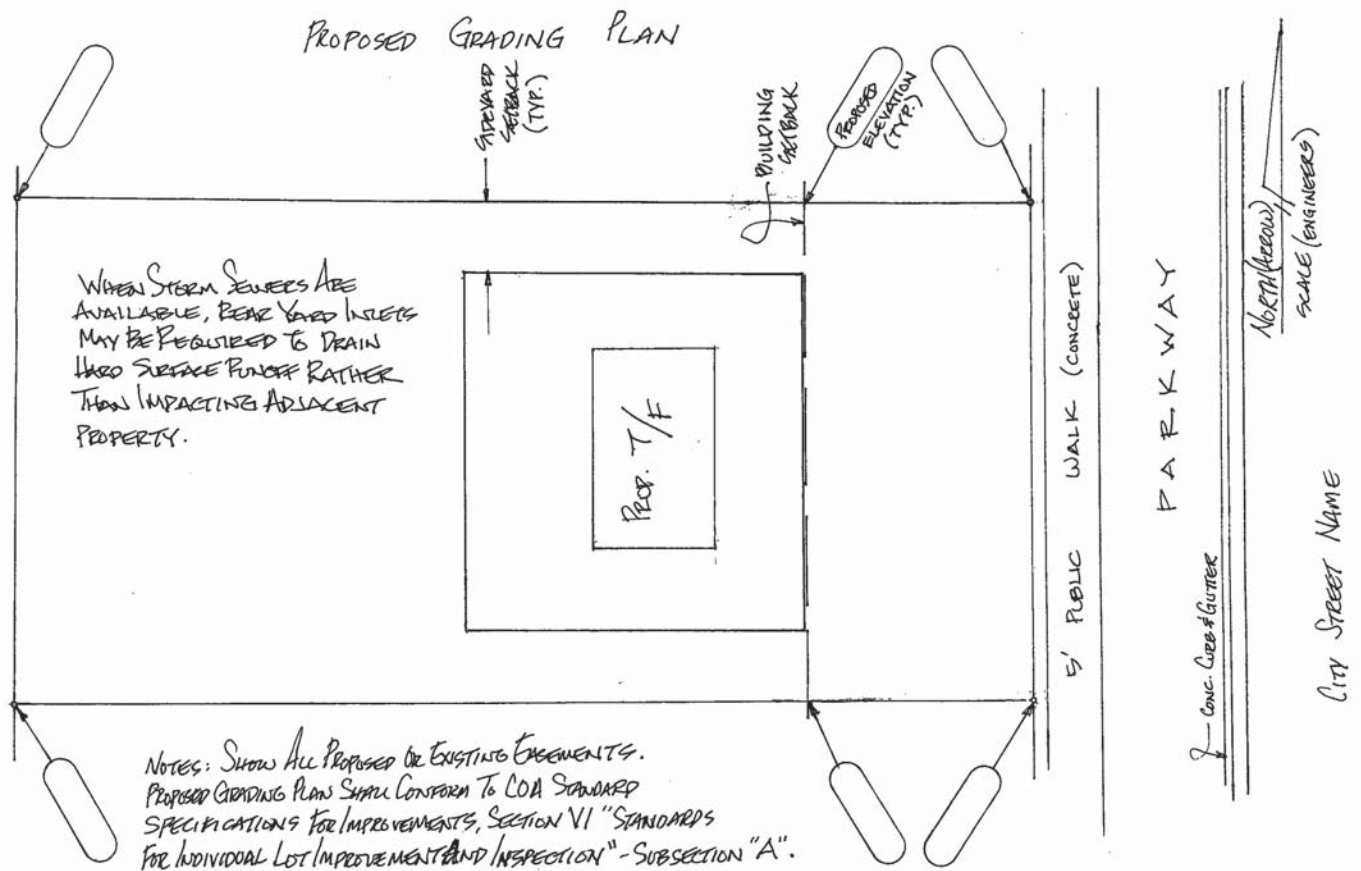 PROPOSED GRADING PLAN
SIDEYARD
SETBACK
(TYP.)
BUILDING
SETBACK
PROPOSED
ELEVATION
(TYP.)
WHEN STORM SEWERS ARE
AVAILABLE, REAR YARD INLETS
MAY BE REQUIRED TO DRAIN
HARD SURFACE RUNOFF RATHER
THAN IMPACTING ADJACENT
PROPERTY.
PROP. T/F
5' PUBLIC WALK (CONCRETE)
PARKWAY
CONC. CURB & GUTTER
NORTH (ARROW)
SCALE (ENGINEERS)
CITY STREET NAME
NOTES: SHOW ALL PROPOSED OR EXISTING EASEMENTS.
PROPOSED GRADING PLAN SHALL CONFORM TO COA STANDARD
SPECIFICATIONS FOR IMPROVEMENTS, SECTION VI "STANDARDS
FOR INDIVIDUAL LOT IMPROVEMENT AND INSPECTION" - SUBSECTION "A".